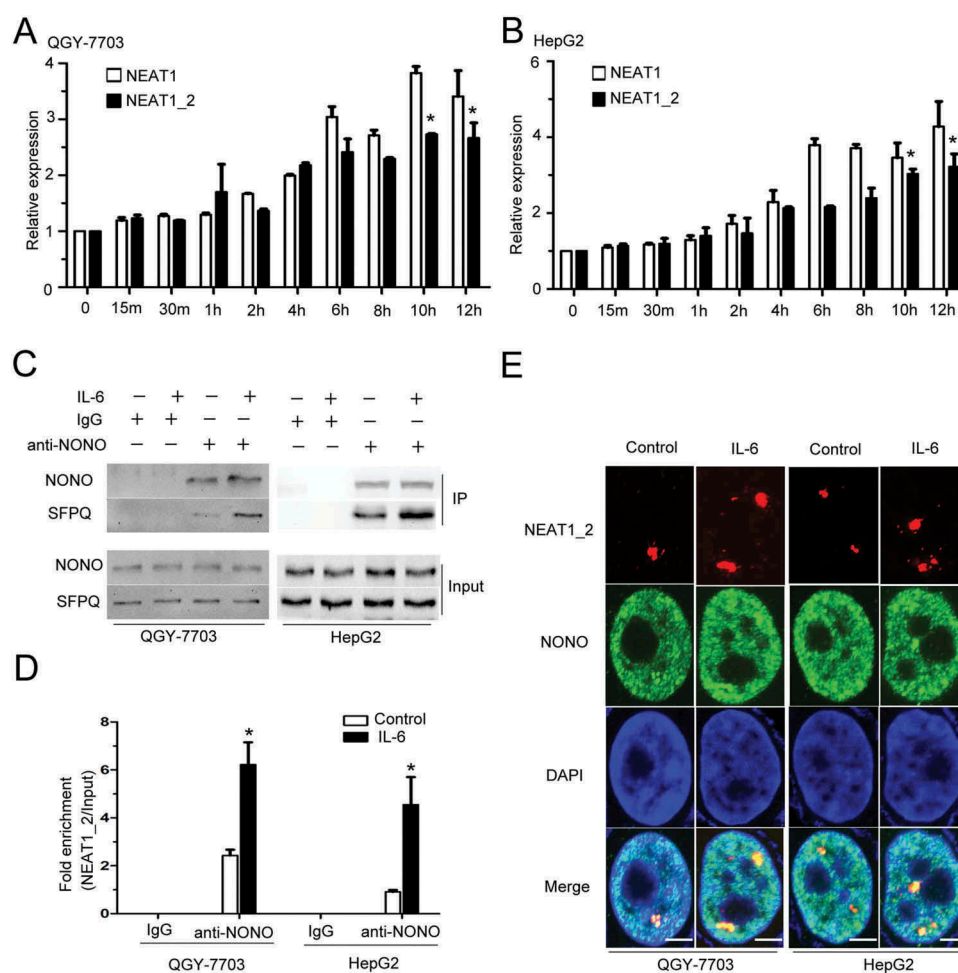 A
QGY-7703
NEAT1
NEAT1_2
Relative expression
4
3
2
1
0
0 15m 30m 1h 2h 4h 6h 8h 10h 12h
* *
B
HepG2
NEAT1
NEAT1_2
Relative expression
6
4
2
0
0 15m 30m 1h 2h 4h 6h 8h 10h 12h
* *
C
IL-6 − + − + − + − +
IgG + + − − + + − −
anti-NONO − − + + − − + +
NONO
SFPQ
IP
NONO
SFPQ
Input
QGY-7703 HepG2
D
Control
IL-6
Fold enrichment
(NEAT1_2/Input)
8
6
4
2
0
* *
IgG anti-NONO IgG anti-NONO
QGY-7703 HepG2
E
Control IL-6 Control IL-6
NEAT1_2
NONO
DAPI
Merge
QGY-7703 HepG2